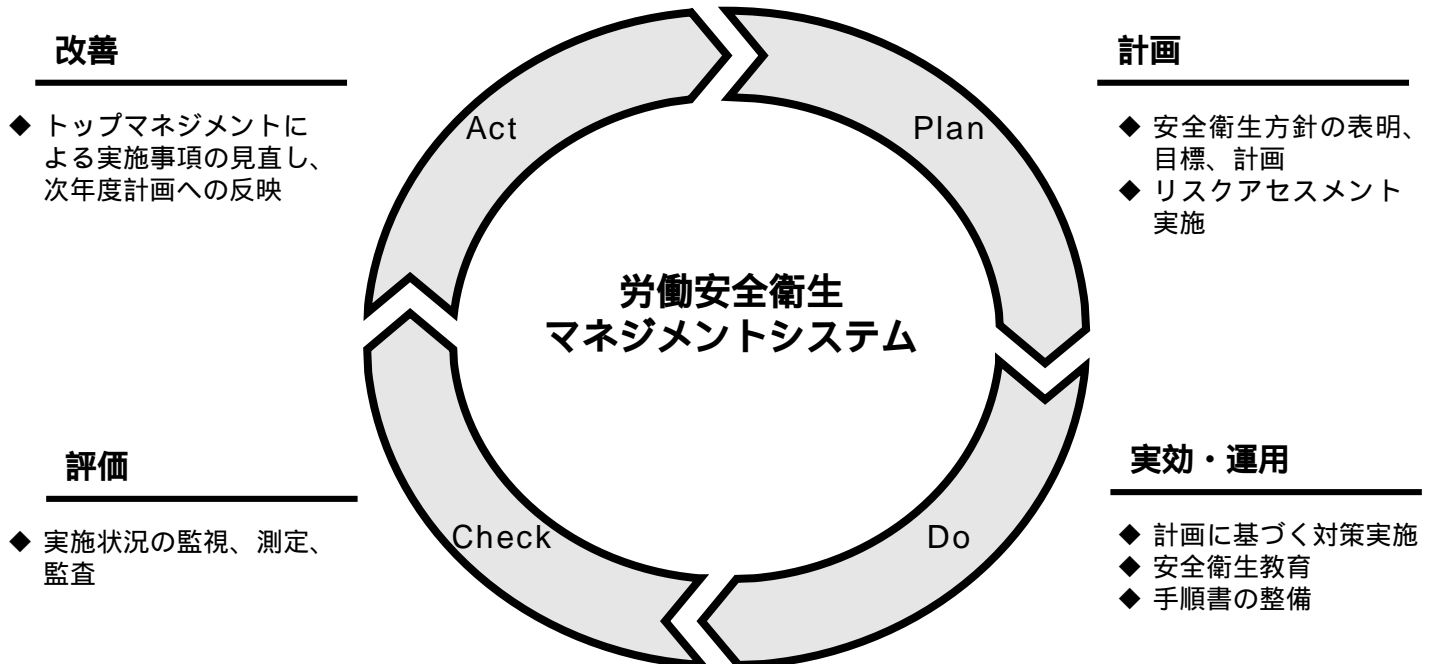 改善
◆ トップマネジメントに
よる実施事項の見直し、
次年度計画への反映
Act
Plan
計画
◆ 安全衛生方針の表明、
目標、計画
◆ リスクアセスメント
実施
労働安全衛生
マネジメントシステム
評価
◆ 実施状況の監視、測定、
監査
Check
Do
実効・運用
◆ 計画に基づく対策実施
◆ 安全衛生教育
◆ 手順書の整備